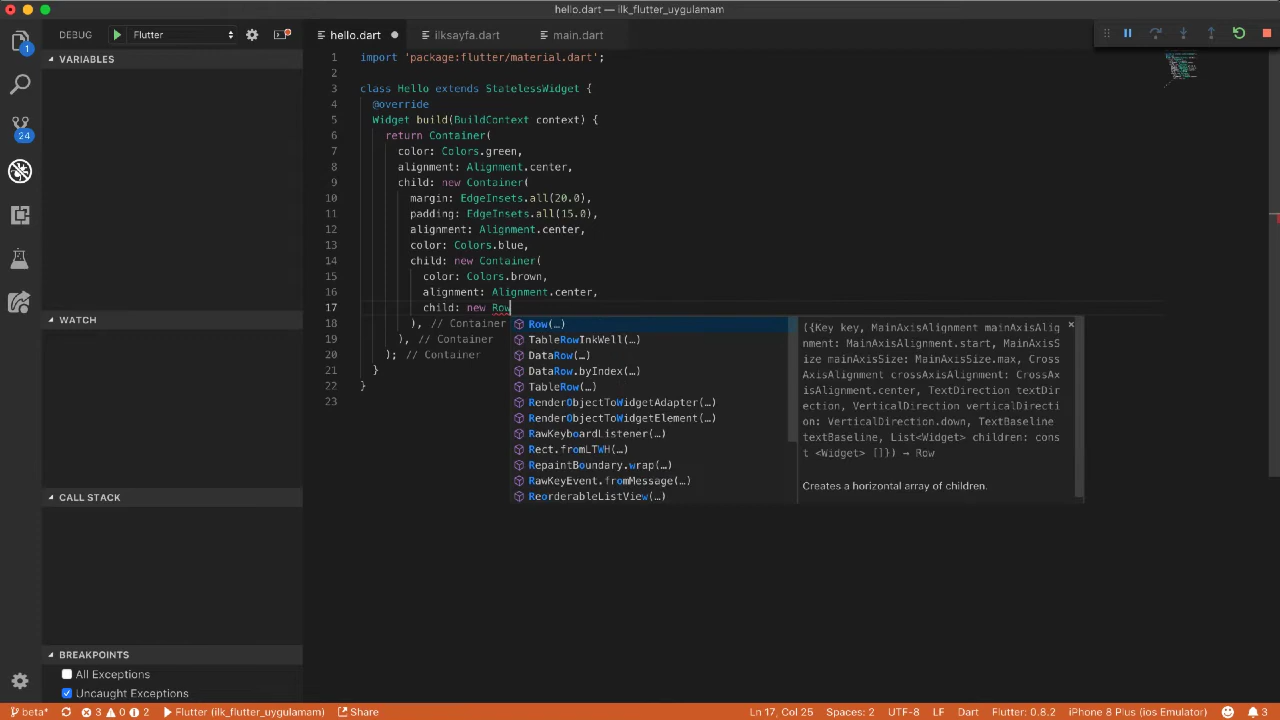 hello.dart — ilk_flutter_uygulamam
DEBUG
Flutter
hello.dart
ilksayfa.dart
main.dart
VARIABLES
WATCH
CALL STACK
BREAKPOINTS
All Exceptions
Uncaught Exceptions
1
24
1 import 'package:flutter/material.dart';
2
3 class Hello extends StatelessWidget {
4 @override
5 Widget build(BuildContext context) {
6 return Container(
7 color: Colors.green,
8 alignment: Alignment.center,
9 child: new Container(
10 margin: EdgeInsets.all(20.0),
11 padding: EdgeInsets.all(15.0),
12 alignment: Alignment.center,
13 color: Colors.blue,
14 child: new Container(
15 color: Colors.brown,
16 alignment: Alignment.center,
17 child: new Row
18 ), // Container
19 ), // Container
20 ); // Container
21 }
22 }
23
Row(…)
TableRowInkWell(…)
DataRow(…)
DataRow.byIndex(…)
TableRow(…)
RenderObjectToWidgetAdapter(…)
RenderObjectToWidgetElement(…)
RawKeyboardListener(…)
Rect.fromLTWH(…)
RepaintBoundary.wrap(…)
RawKeyEvent.fromMessage(…)
ReorderableListView(…)
({Key key, MainAxisAlignment mainAxisAlig
nment: MainAxisAlignment.start, MainAxisS
ize mainAxisSize: MainAxisSize.max, Cross
AxisAlignment crossAxisAlignment: CrossAx
isAlignment.center, TextDirection textDir
ection, VerticalDirection verticalDirecti
on: VerticalDirection.down, TextBaseline
textBaseline, List<Widget> children: cons
t <Widget> []}) → Row
Creates a horizontal array of children.
beta* 3 0 2 Flutter (ilk_flutter_uygulamam) Share Ln 17, Col 25 Spaces: 2 UTF-8 LF Dart Flutter: 0.8.2 iPhone 8 Plus (ios Emulator) 3